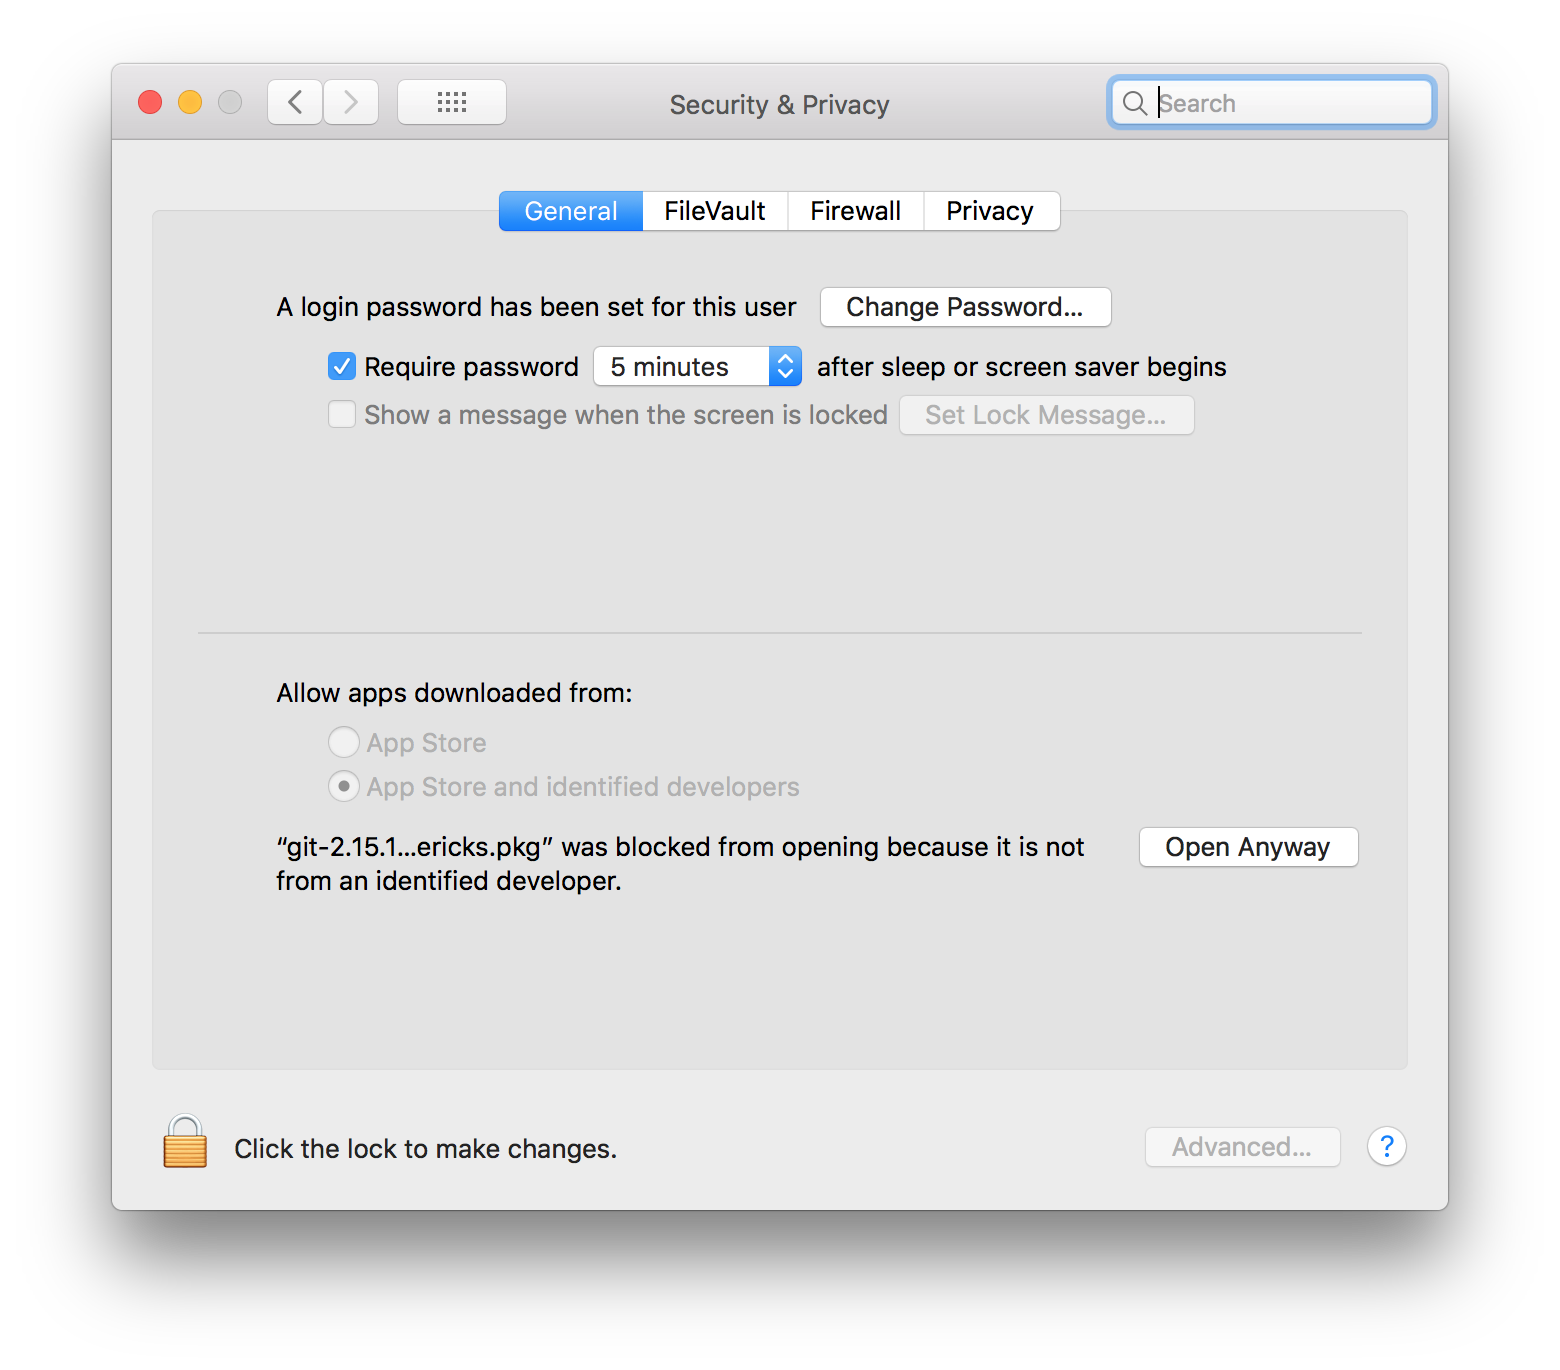 Security & Privacy
Search
General FileVault Firewall Privacy
A login password has been set for this user Change Password...
Require password 5 minutes after sleep or screen saver begins
Show a message when the screen is locked Set Lock Message...
Allow apps downloaded from:
App Store
App Store and identified developers
“git-2.15.1...ericks.pkg” was blocked from opening because it is not Open Anyway
from an identified developer.
Click the lock to make changes. Advanced... ?